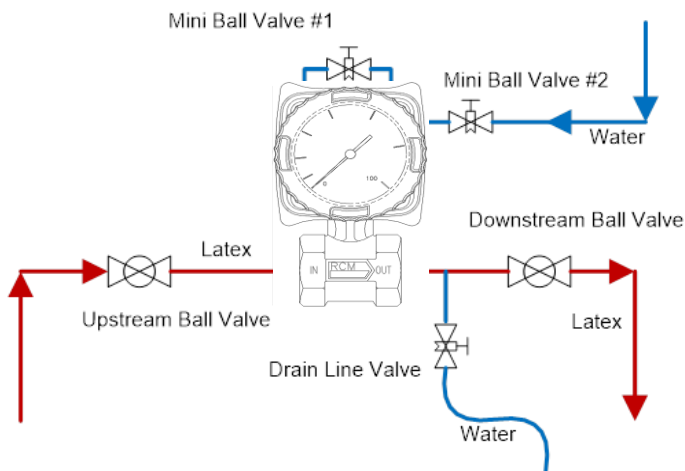 Mini Ball Valve #1
Mini Ball Valve #2
Water
0
100
Downstream Ball Valve
Latex
IN
RCM
OUT
Upstream Ball Valve
Latex
Drain Line Valve
Water